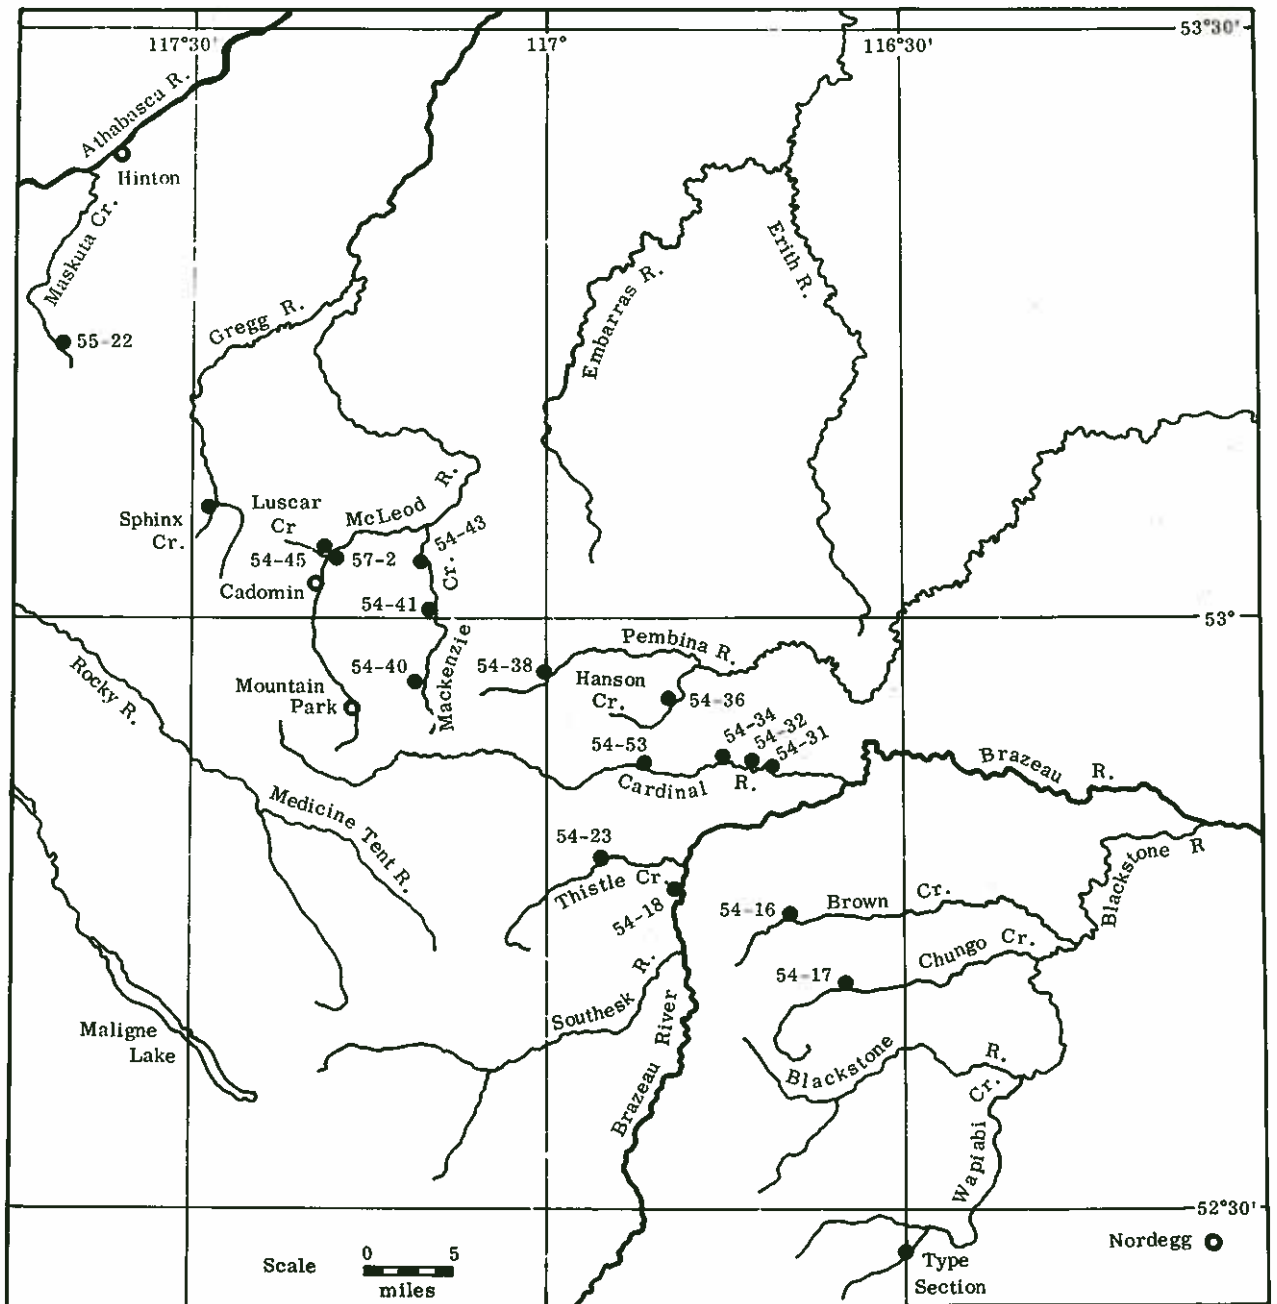 117°30'
117°
116°30'
53°30'
Athabasca R.
Hinton
Maskuta Cr.
55-22
Gregg R.
Embarras R.
Erith R.
Sphinx
Cr.
Luscar
Cr
McLeod R.
54-43
54-45
57-2
Cadomin
Cr.
54-41
Mackenzie
53°
Pembina R.
Rocky R.
54-40
54-38
Hanson
Cr.
54-36
Mountain
Park
54-34
54-32
54-31
54-53
Cardinal R.
Brazeau R.
Medicine Tent R.
54-23
Thistle Cr.
54-18
54-16
Brown Cr.
Blackstone R
Chungo Cr.
54-17
Southesk R.
Maligne
Lake
Brazeau River
Blackstone R.
Wapiabi Cr.
52°30'
Nordegg
Type
Section
Scale
0 5
miles